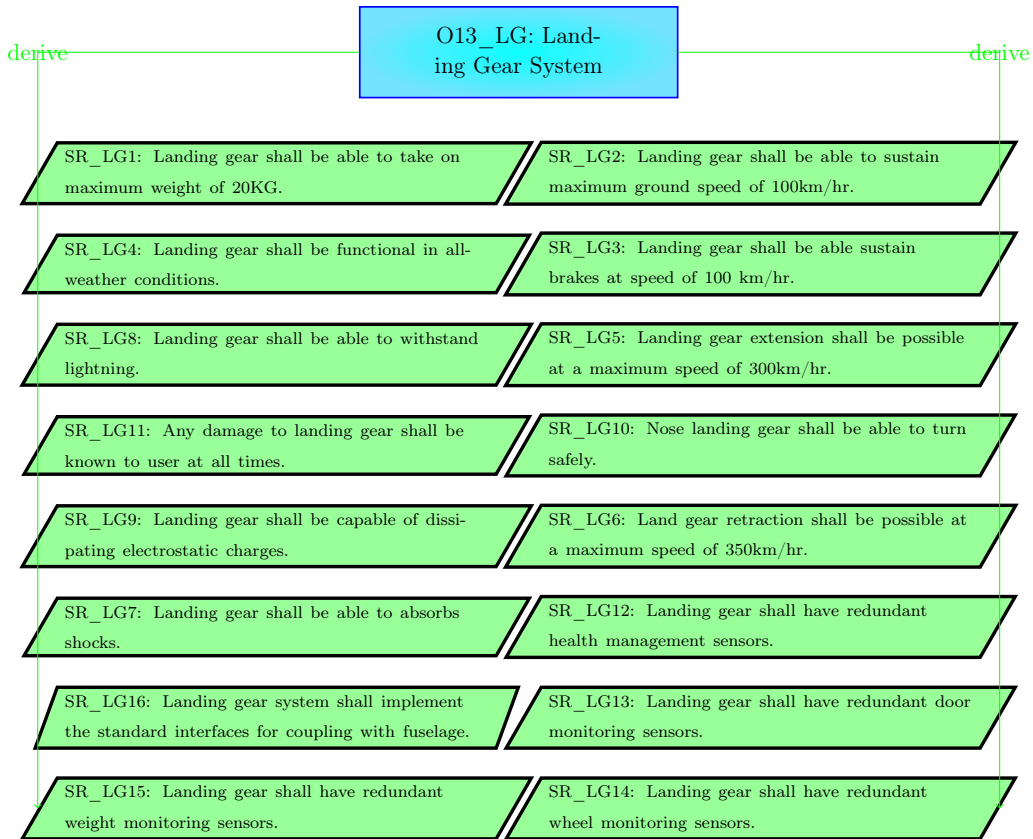 O13_LG: Land-
ing Gear System
derive
derive
SR_LG1: Landing gear shall be able to take on
maximum weight of 20KG.
SR_LG2: Landing gear shall be able to sustain
maximum ground speed of 100km/hr.
SR_LG4: Landing gear shall be functional in all-
weather conditions.
SR_LG3: Landing gear shall be able sustain
brakes at speed of 100 km/hr.
SR_LG8: Landing gear shall be able to withstand
lightning.
SR_LG5: Landing gear extension shall be possible
at a maximum speed of 300km/hr.
SR_LG11: Any damage to landing gear shall be
known to user at all times.
SR_LG10: Nose landing gear shall be able to turn
safely.
SR_LG9: Landing gear shall be capable of dissi-
pating electrostatic charges.
SR_LG6: Land gear retraction shall be possible at
a maximum speed of 350km/hr.
SR_LG7: Landing gear shall be able to absorbs
shocks.
SR_LG12: Landing gear shall have redundant
health management sensors.
SR_LG16: Landing gear system shall implement
the standard interfaces for coupling with fuselage.
SR_LG13: Landing gear shall have redundant door
monitoring sensors.
SR_LG15: Landing gear shall have redundant
weight monitoring sensors.
SR_LG14: Landing gear shall have redundant
wheel monitoring sensors.